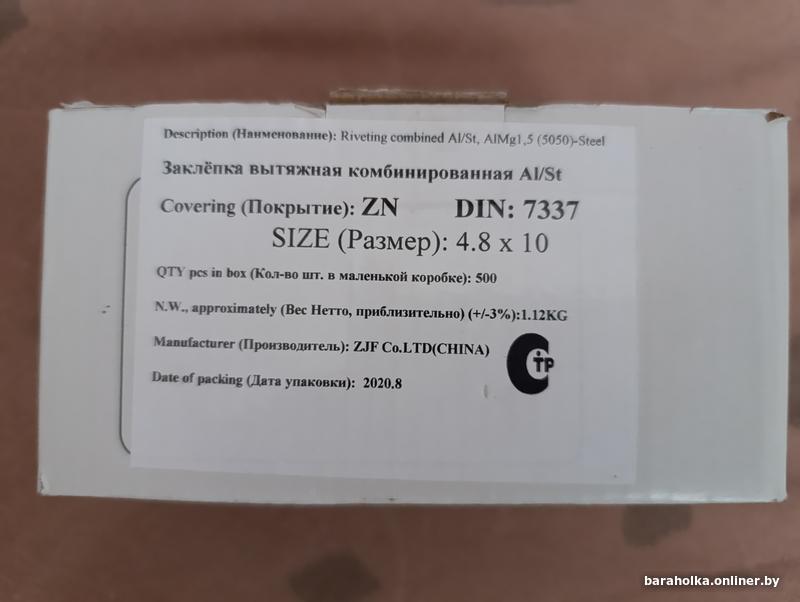 Description (Наименование): Riveting combined Al/St, AlMg1,5 (5050)-Steel
Заклёпка вытяжная комбинированная Al/St
Covering (Покрытие): ZN DIN: 7337
SIZE (Размер): 4.8 x 10
QTY pcs in box (Кол-во шт. в маленькой коробке): 500
N.W., approximately (Вес Нетто, приблизительно) (+/-3%):1.12KG
Manufacturer (Производитель): ZJF Co.LTD(CHINA)
Date of packing (Дата упаковки): 2020.8
СТР
baraholka.onliner.by